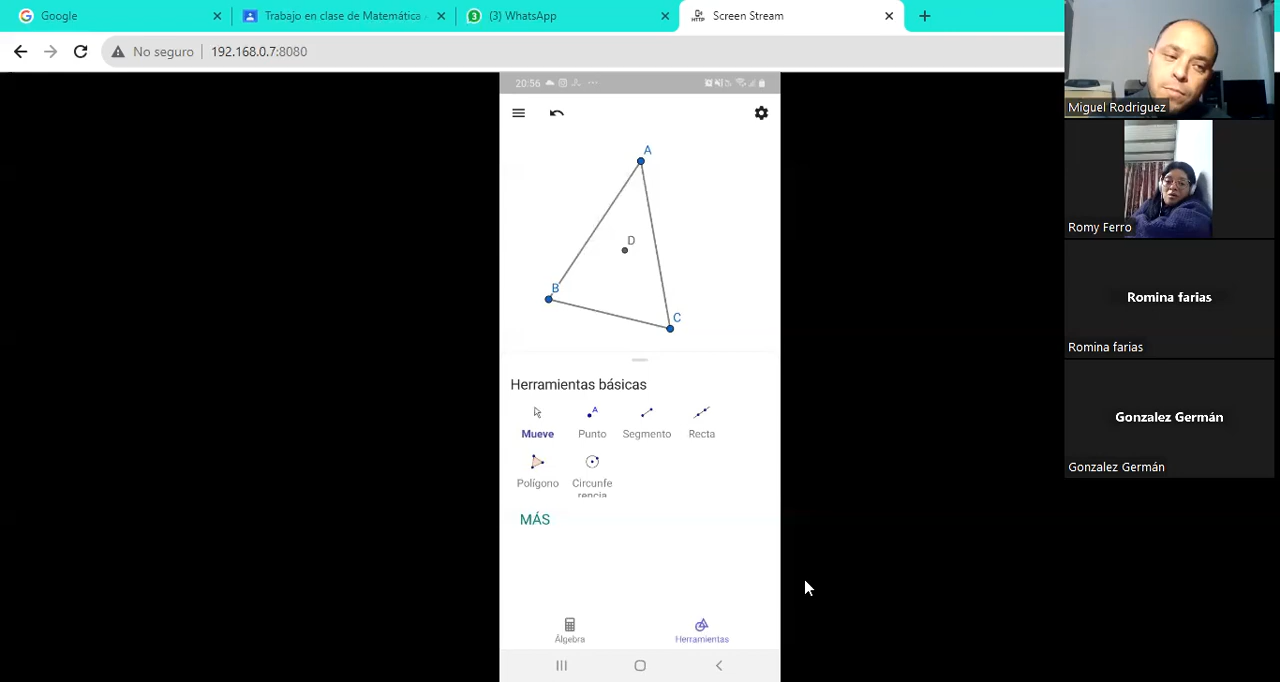 Google
Trabajo en clase de Matemática
3
(3) WhatsApp
HTTP
Screen Stream
No seguro
192.168.0.7:8080
20:56
A
D
B
C
Herramientas básicas
A
Mueve
Punto
Segmento
Recta
Polígono
Circunfe
rencia
MÁS
Álgebra
Herramientas
Miguel Rodriguez
Romy Ferro
Romina farias
Romina farias
Gonzalez Germán
Gonzalez Germán